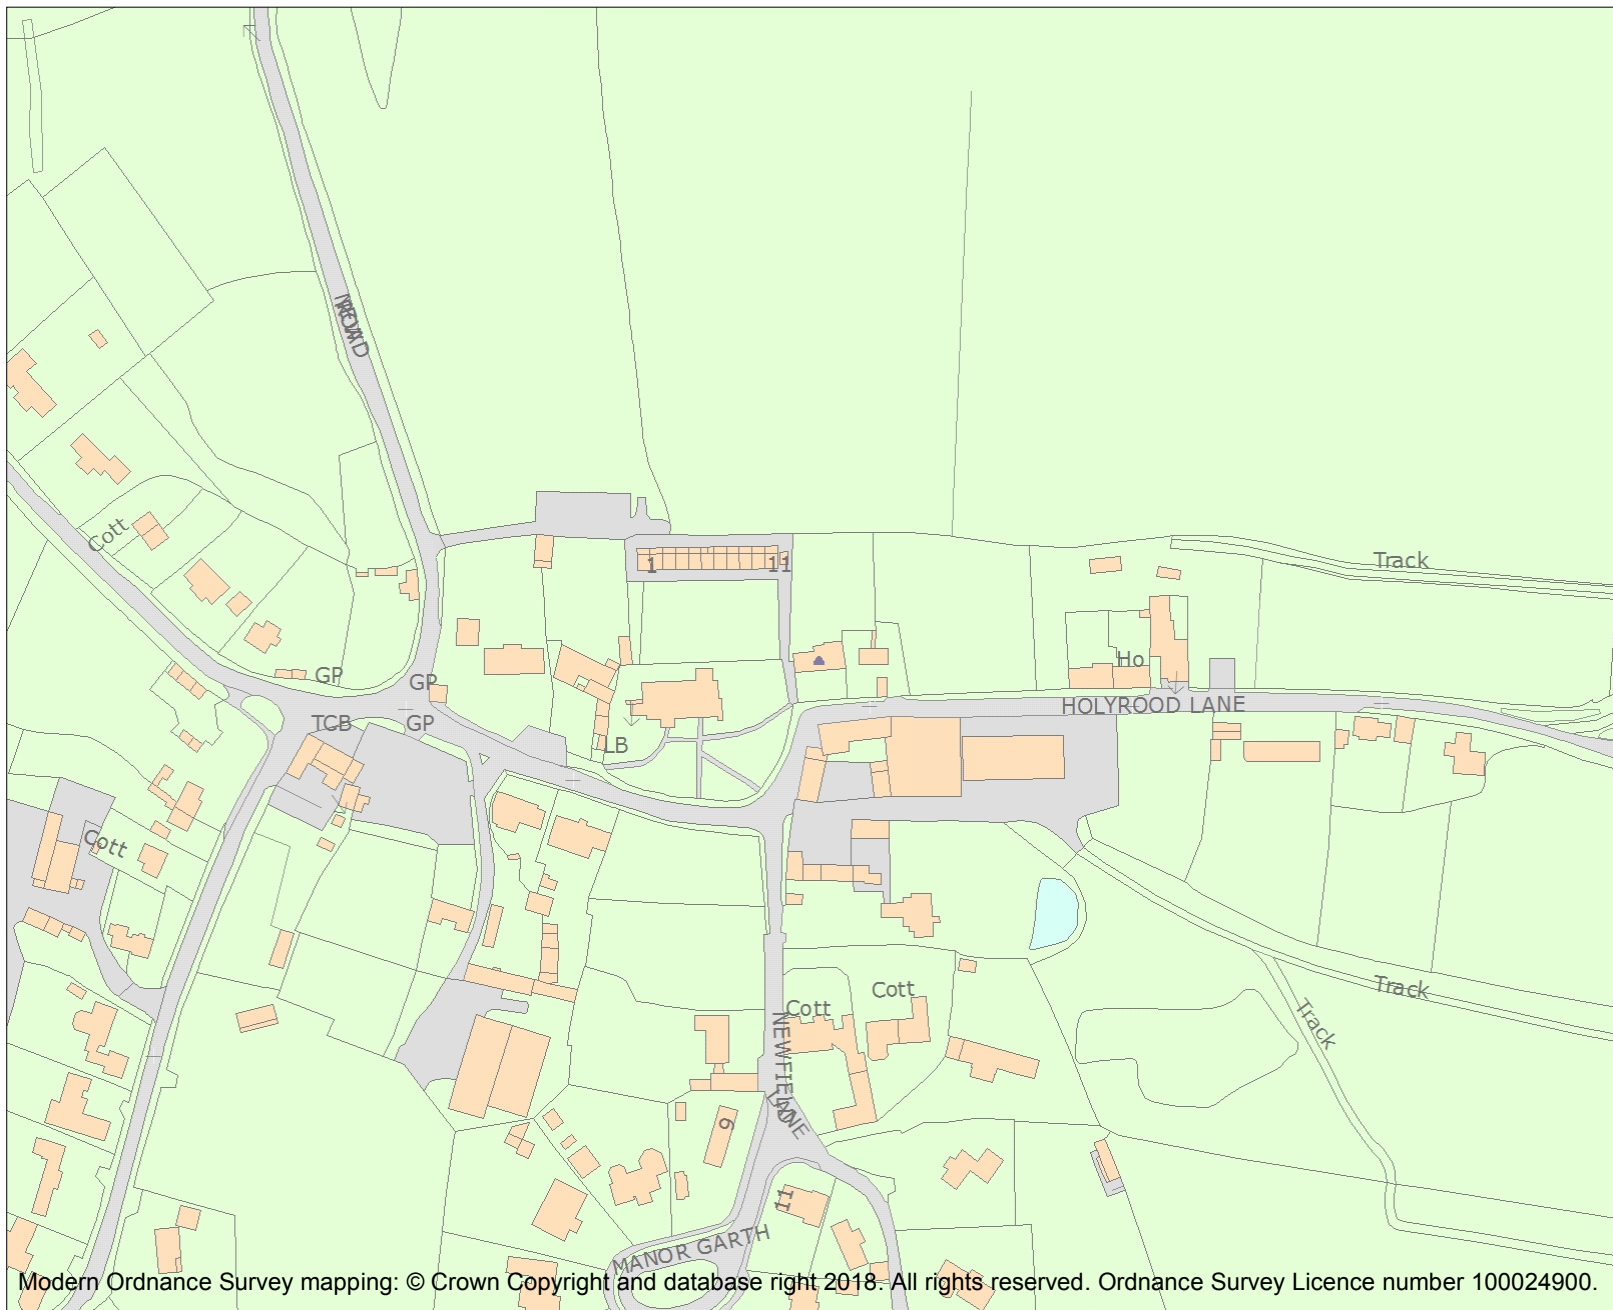 ROAD
Cott
1
11
Track
GP
GP
Ho
TCB
GP
LB
HOLYROOD LANE
Cott
Track
Cott
Cott
Track
NEWFIELD
LANE
9
11
MANOR GARTH
Modern Ordnance Survey mapping: © Crown Copyright and database right 2018. All rights reserved. Ordnance Survey Licence number 100024900.